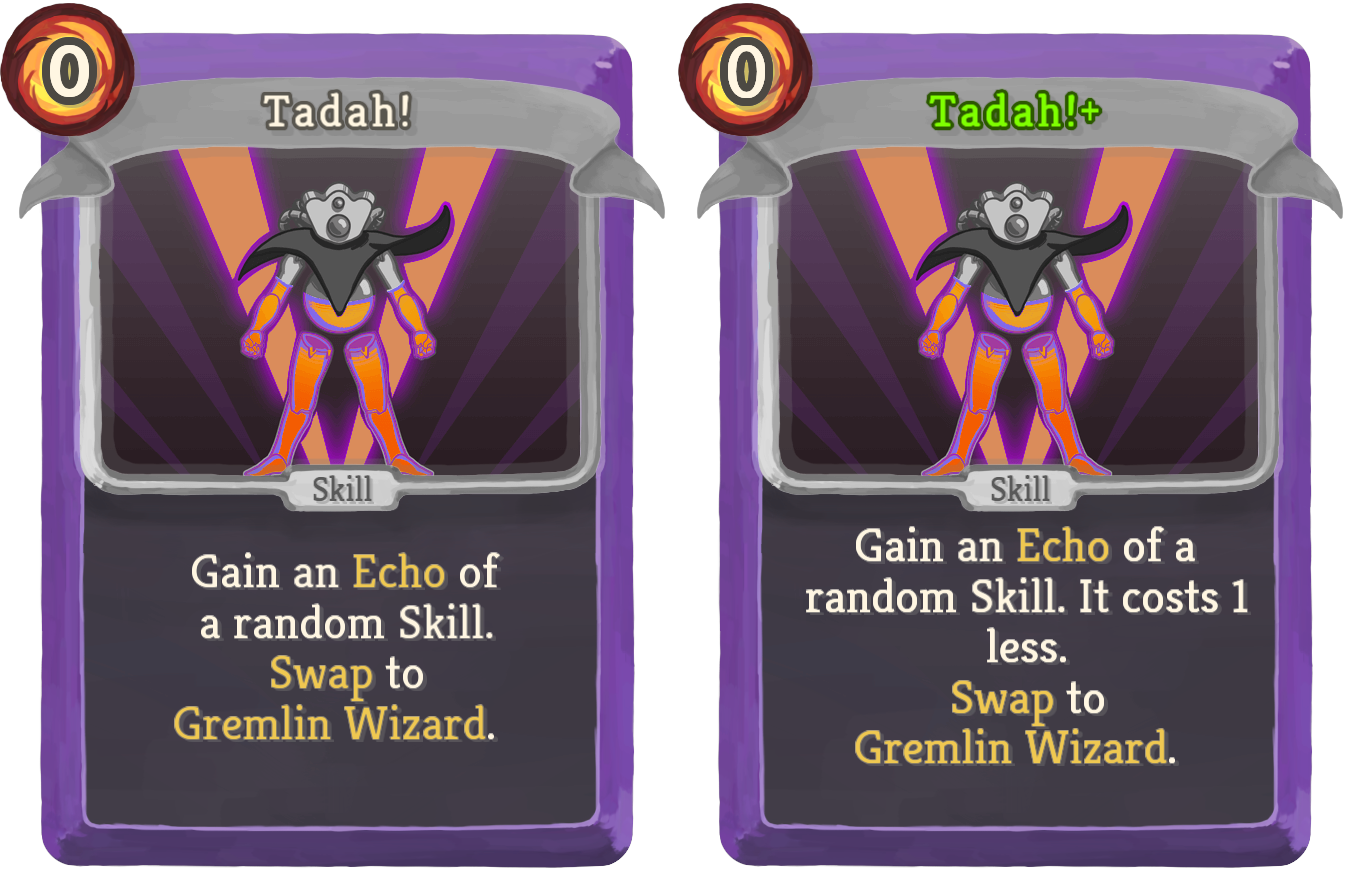 0
Tadah!
Skill
Gain an Echo of
a random Skill.
Swap to
Gremlin Wizard.
0
Tadah!+
Skill
Gain an Echo of a
random Skill. It costs 1
less.
Swap to
Gremlin Wizard.